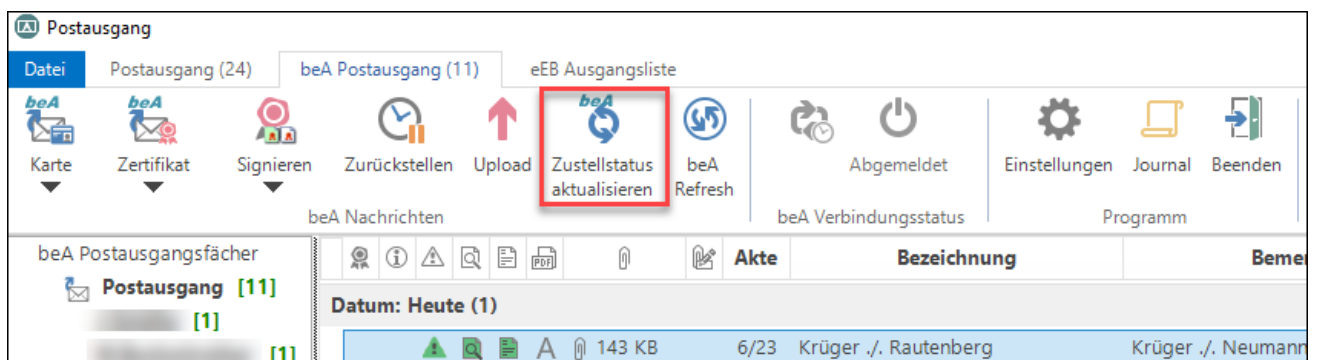 Postausgang
Datei Postausgang (24) beA Postausgang (11) eEB Ausgangsliste
beA beA beA
Karte Zertifikat Signieren Zurückstellen Upload Zustellstatus aktualisieren beA Refresh Abgemeldet Einstellungen Journal Beenden
beA Nachrichten beA Verbindungsstatus Programm
beA Postausgangsfächer
PDF Akte Bezeichnung Bemer
Postausgang [11]
Datum: Heute (1)
[1]
A 143 KB 6/23 Krüger ./. Rautenberg Krüger ./. Neumann
[1]